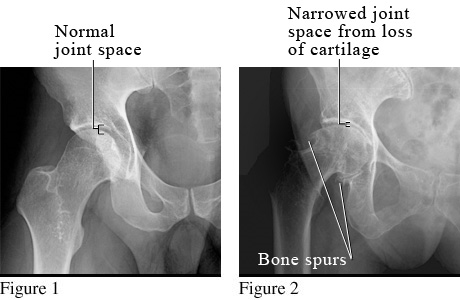 Normal
joint space
Narrowed joint
space from loss
of cartilage
Bone spurs
Figure 1
Figure 2